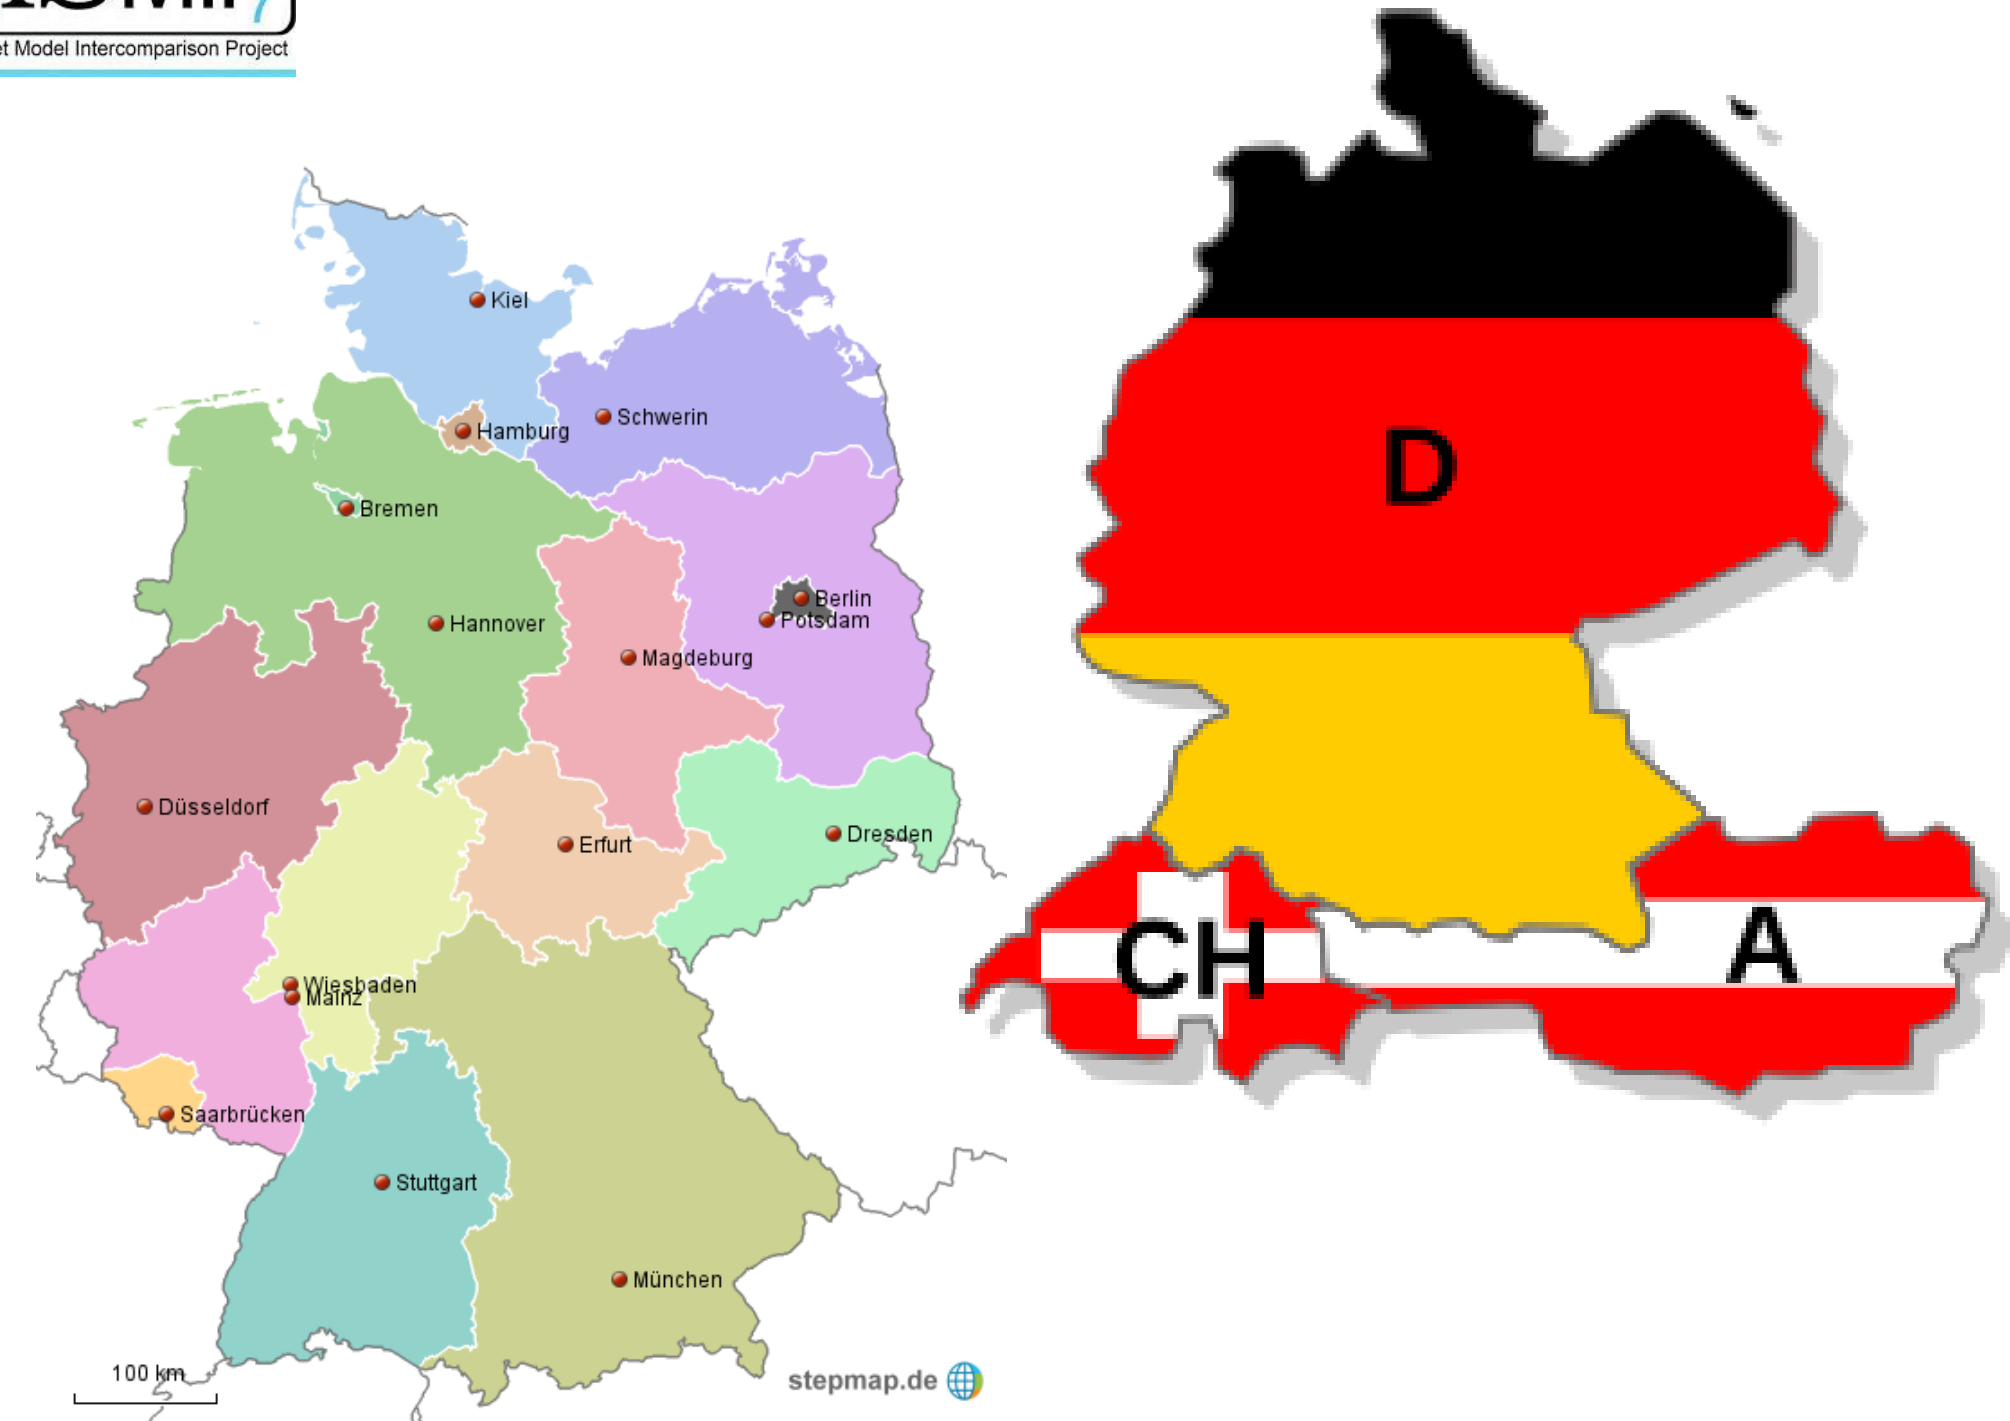 et Model Intercomparison Project
Kiel
Schwerin
Hamburg
Bremen
Berlin
Potsdam
Hannover
Magdeburg
Düsseldorf
Dresden
Erfurt
Wiesbaden
Mainz
Saarbrücken
Stuttgart
München
100 km
stepmap.de
D
CH
A